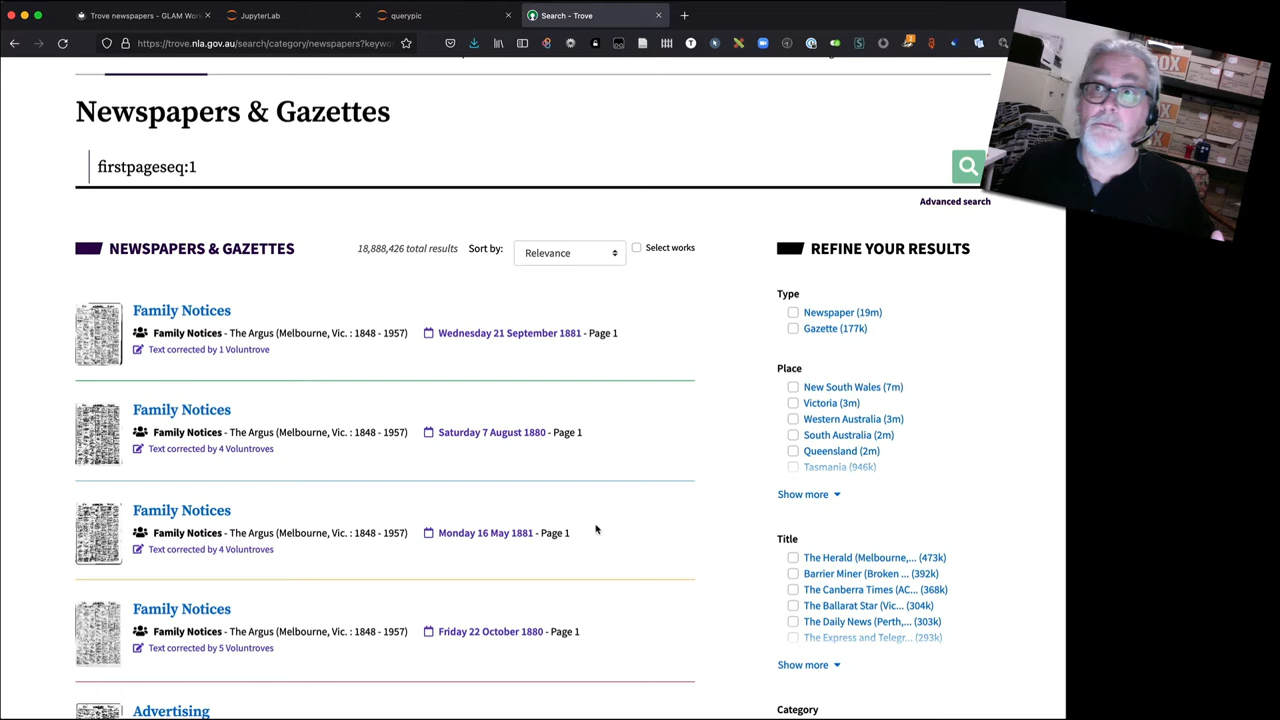 Trove newspapers - GLAM Wor
JupyterLab
querypic
Search - Trove
https://trove.nla.gov.au/search/category/newspapers?keywo
Newspapers & Gazettes
firstpageseq:1
Advanced search
NEWSPAPERS & GAZETTES
18,888,426 total results
Sort by:
Relevance
Select works
Family Notices
Family Notices - The Argus (Melbourne, Vic. : 1848 - 1957)
Wednesday 21 September 1881 - Page 1
Text corrected by 1 Voluntrove
Family Notices
Family Notices - The Argus (Melbourne, Vic. : 1848 - 1957)
Saturday 7 August 1880 - Page 1
Text corrected by 4 Voluntroves
Family Notices
Family Notices - The Argus (Melbourne, Vic. : 1848 - 1957)
Monday 16 May 1881 - Page 1
Text corrected by 4 Voluntroves
Family Notices
Family Notices - The Argus (Melbourne, Vic. : 1848 - 1957)
Friday 22 October 1880 - Page 1
Text corrected by 5 Voluntroves
Advertising
REFINE YOUR RESULTS
Type
Newspaper (19m)
Gazette (177k)
Place
New South Wales (7m)
Victoria (3m)
Western Australia (3m)
South Australia (2m)
Queensland (2m)
Tasmania (946k)
Show more
Title
The Herald (Melbourne,... (473k)
Barrier Miner (Broken ... (392k)
The Canberra Times (AC... (368k)
The Ballarat Star (Vic... (304k)
The Daily News (Perth,... (303k)
The Express and Telegr... (293k)
Show more
Category